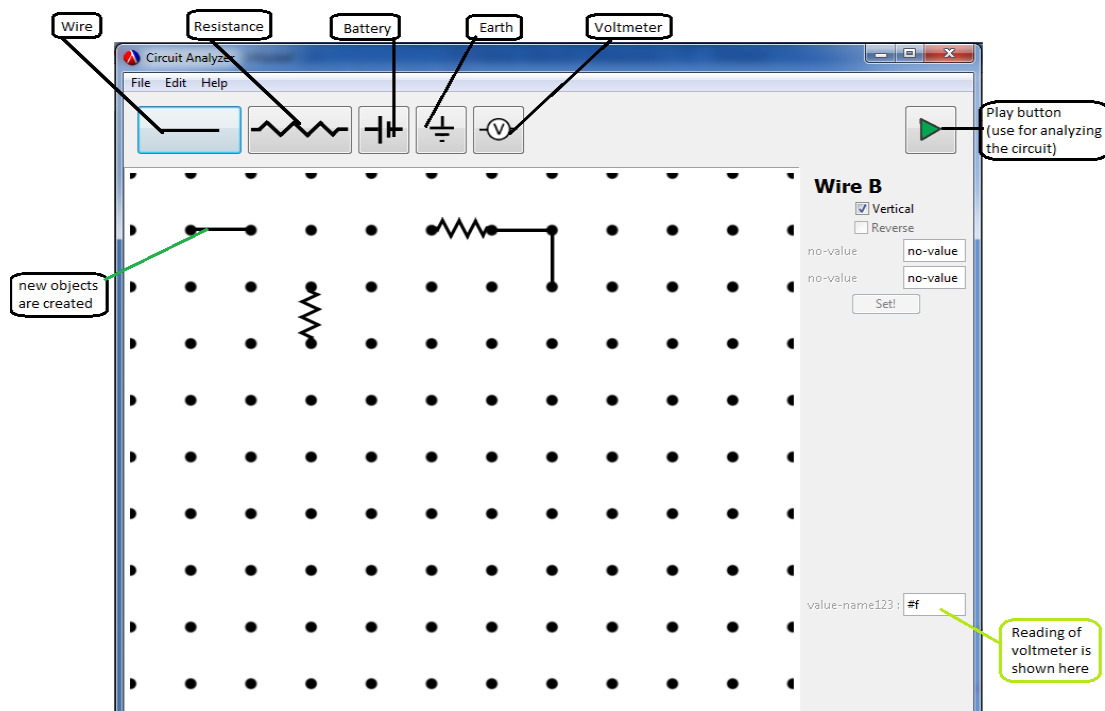 Wire
Resistance
Battery
Earth
Voltmeter
Circuit Analyzer
File Edit Help
V
Play button
(use for analyzing
the circuit)
Wire B
Vertical
Reverse
no-value no-value
no-value no-value
Set!
new objects
are created
value-name123 : #f
Reading of
voltmeter is
shown here